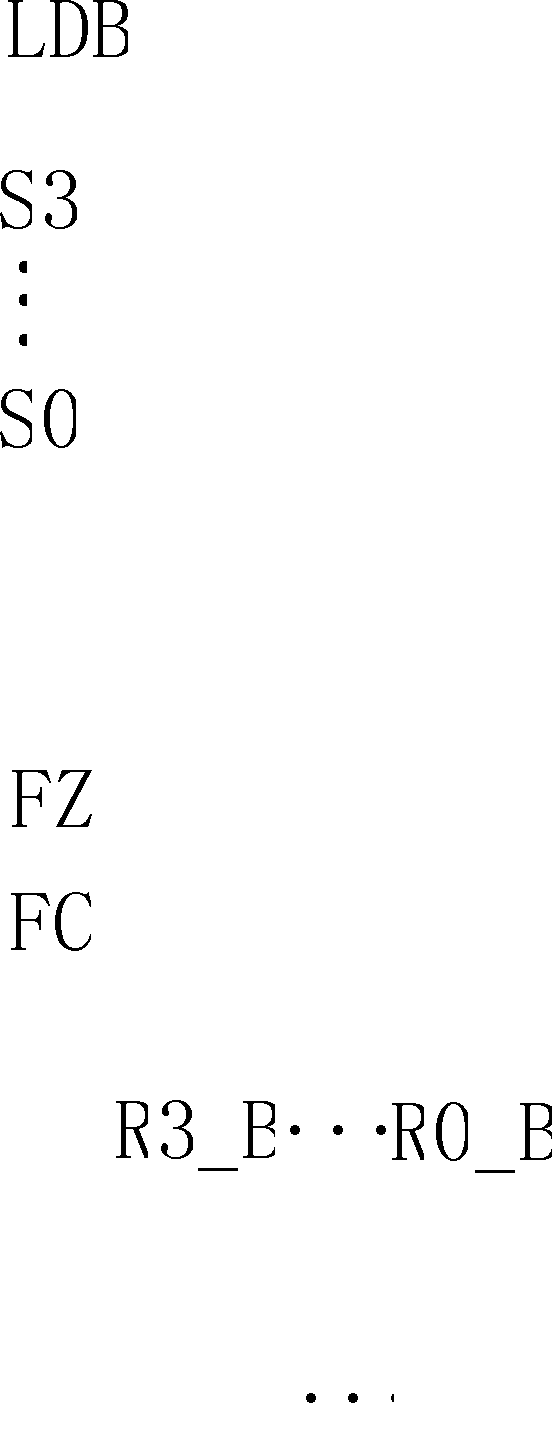 LDB
S3
⋮
S0
FZ
FC
R3_B···R0_B
···